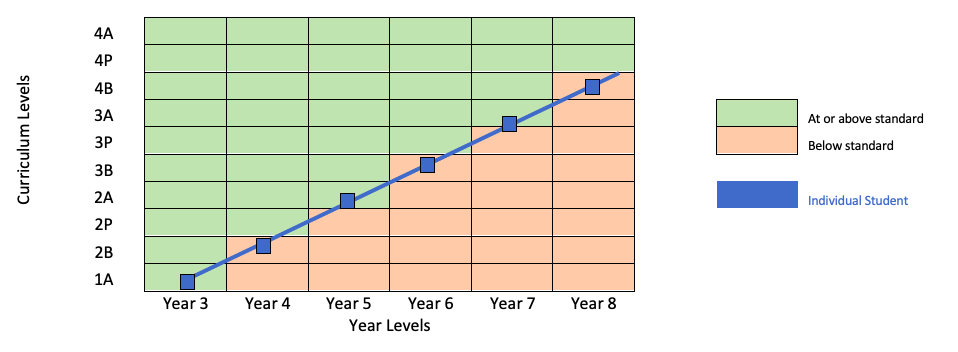 4A
4P
4B
3A
3P
3B
2A
2P
2B
1A
Curriculum Levels
Year 3 Year 4 Year 5 Year 6 Year 7 Year 8
Year Levels
At or above standard
Below standard
Individual Student